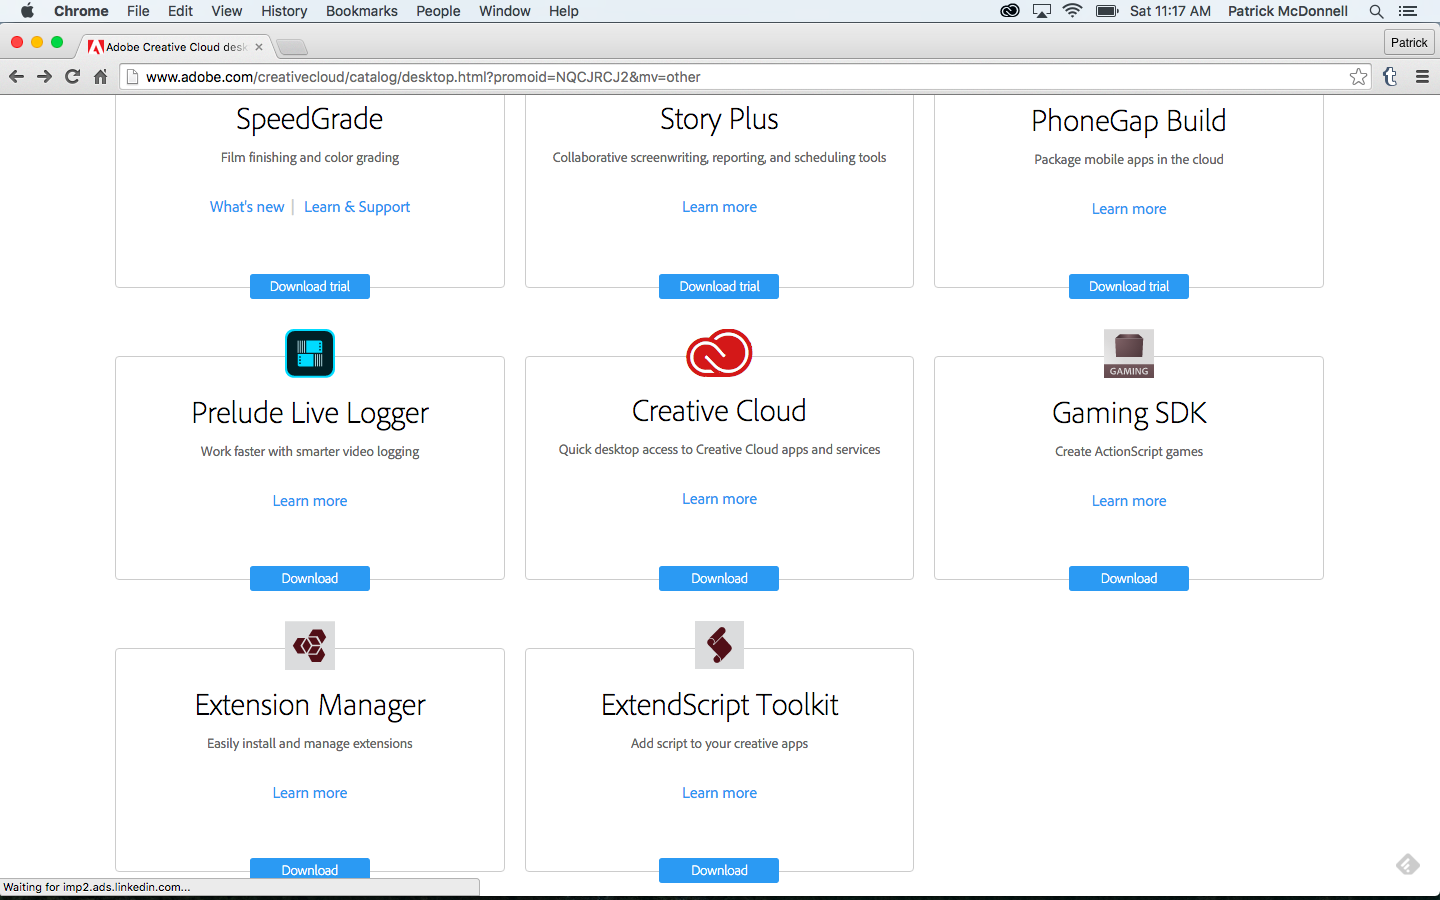 Chrome File Edit View History Bookmarks People Window Help Sat 11:17 AM Patrick McDonnell
Adobe Creative Cloud desk
Patrick
www.adobe.com/creativecloud/catalog/desktop.html?promoid=NQCJRCJ2&mv=other
SpeedGrade
Film finishing and color grading
What's new | Learn & Support
Download trial
Story Plus
Collaborative screenwriting, reporting, and scheduling tools
Learn more
Download trial
PhoneGap Build
Package mobile apps in the cloud
Learn more
Download trial
Prelude Live Logger
Work faster with smarter video logging
Learn more
Download
Creative Cloud
Quick desktop access to Creative Cloud apps and services
Learn more
Download
GAMING
Gaming SDK
Create ActionScript games
Learn more
Download
Extension Manager
Easily install and manage extensions
Learn more
Download
ExtendScript Toolkit
Add script to your creative apps
Learn more
Download
Waiting for imp2.ads.linkedin.com...